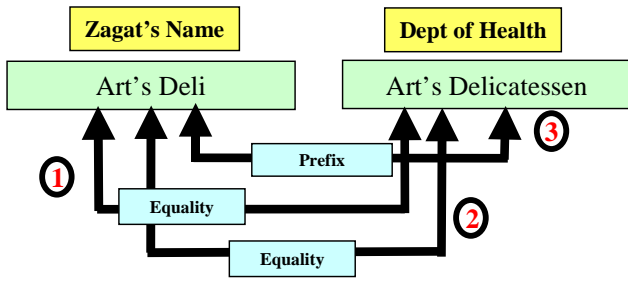 Zagat's Name
Dept of Health
Art's Deli
Art's Delicatessen
3
Prefix
1
Equality
2
Equality